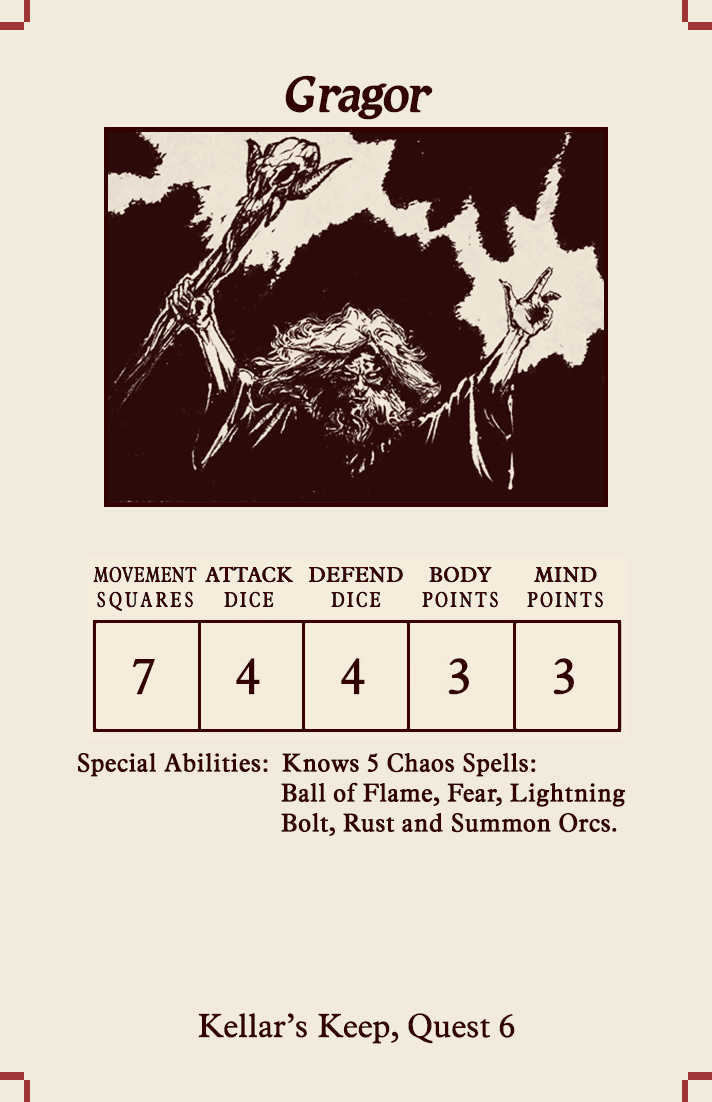 Gragor
MOVEMENT ATTACK DEFEND BODY MIND
SQUARES DICE DICE POINTS POINTS
7 4 4 3 3
Special Abilities: Knows 5 Chaos Spells:
Ball of Flame, Fear, Lightning
Bolt, Rust and Summon Orcs.
Kellar’s Keep, Quest 6